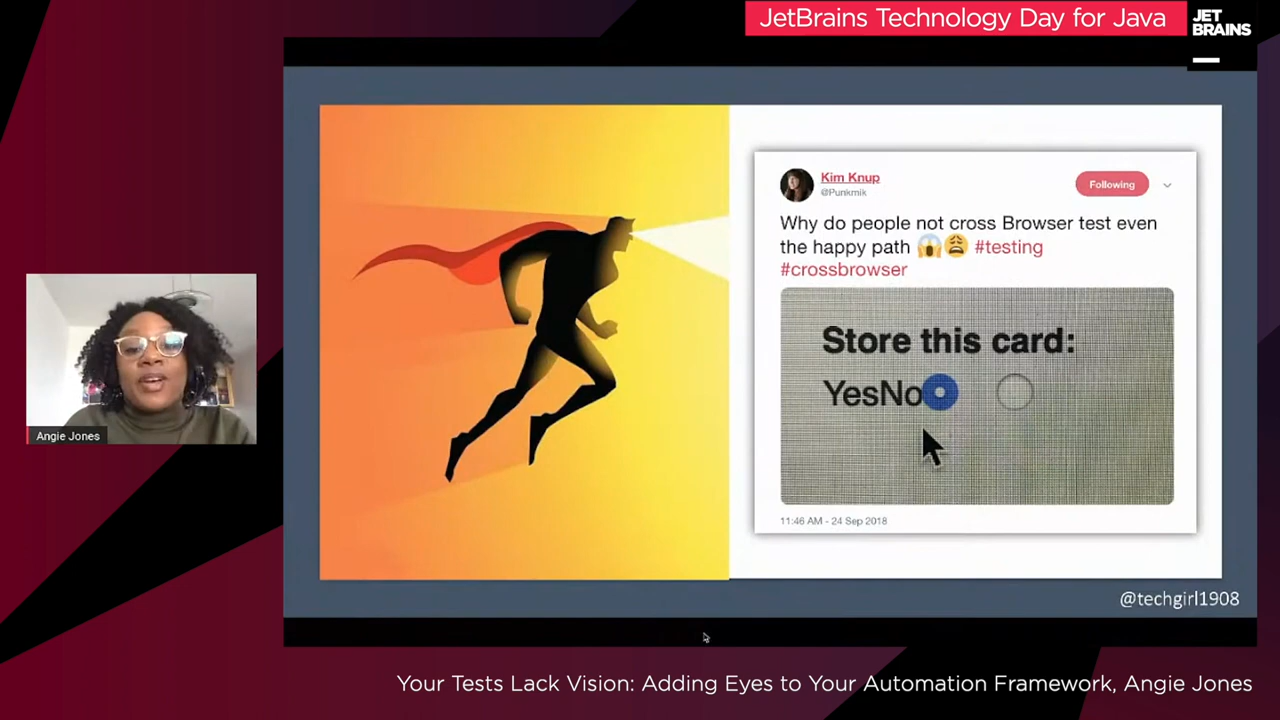 JetBrains Technology Day for Java
JET
BRAINS
Kim Knup
@Punkmik
Following
Why do people not cross Browser test even
the happy path 😱😩 #testing
#crossbrowser
Store this card:
YesNo
11:46 AM - 24 Sep 2018
Angie Jones
@techgirl1908
Your Tests Lack Vision: Adding Eyes to Your Automation Framework, Angie Jones